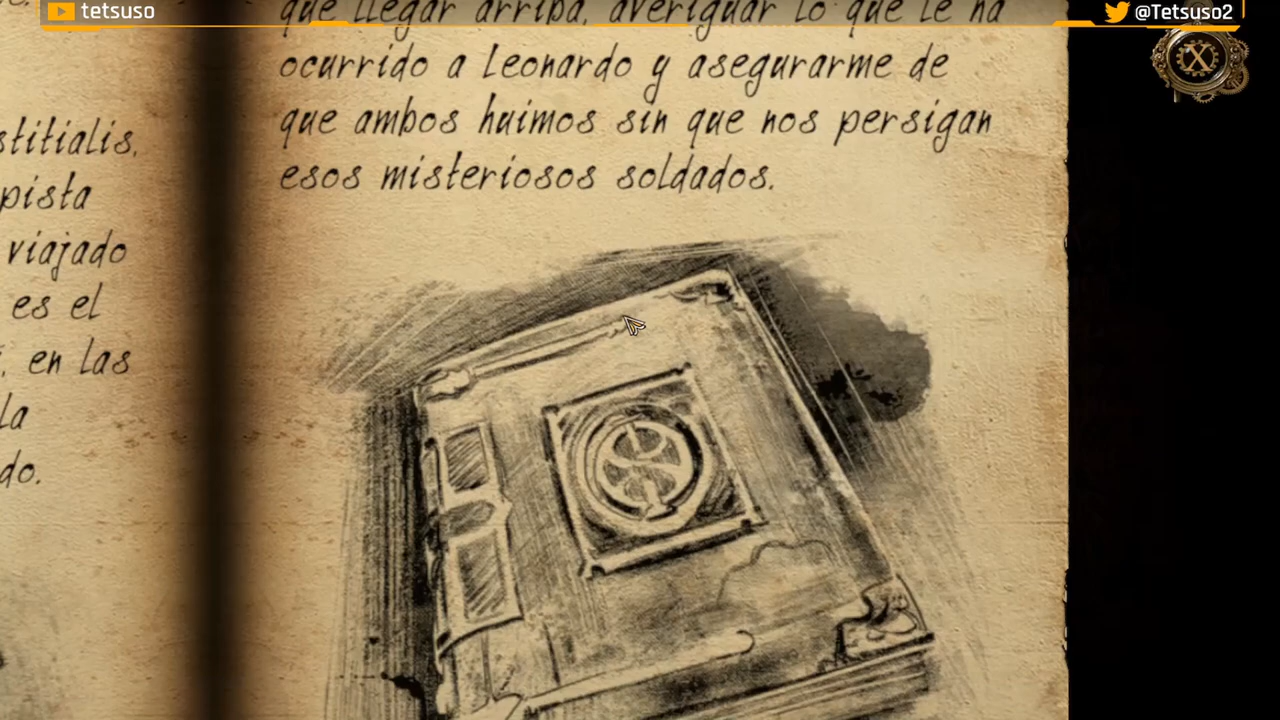 tetsuso
@Tetsuso2
que llegar arriba, averiguar lo que le ha
ocurrido a Leonardo y asegurarme de
que ambos huimos sin que nos persigan
esos misteriosos soldados.
stitialis,
pista
viajado
es el
, en las
la
do.
X